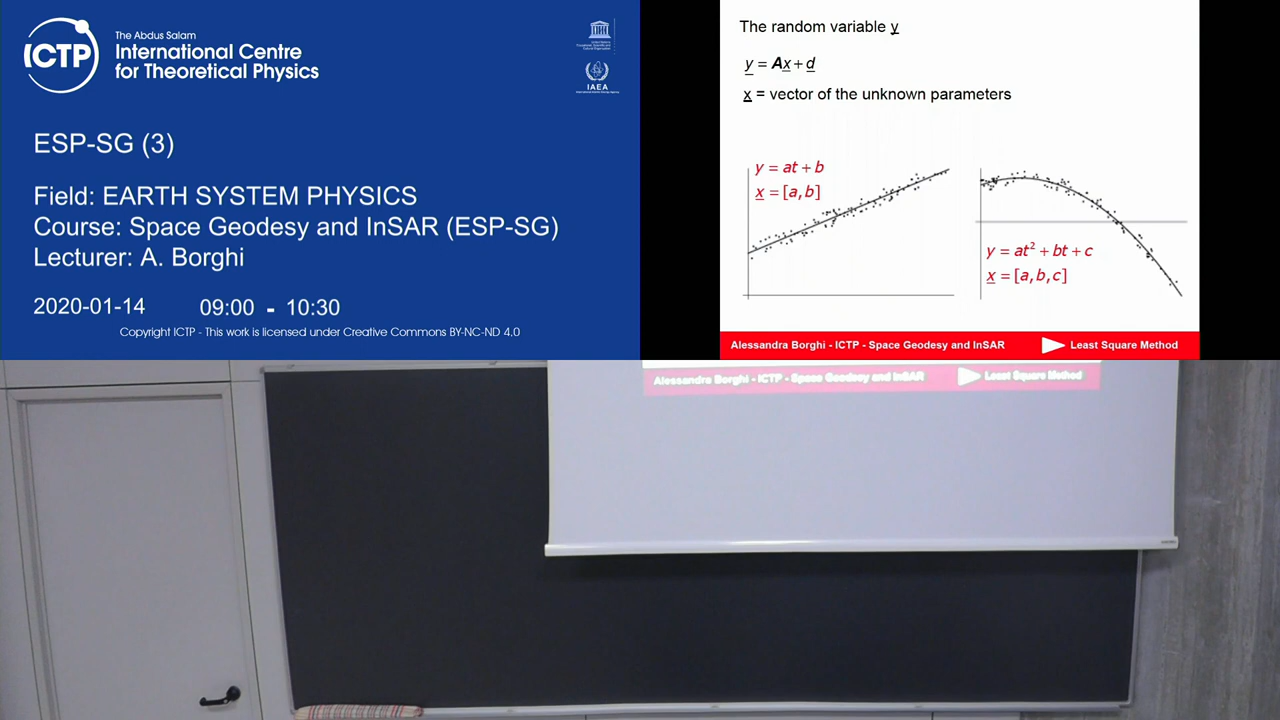 The Abdus Salam
ICTP
International Centre
for Theoretical Physics
IAEA
ESP-SG (3)
Field: EARTH SYSTEM PHYSICS
Course: Space Geodesy and InSAR (ESP-SG)
Lecturer: A. Borghi
2020-01-14 09:00 - 10:30
Copyright ICTP - This work is licensed under Creative Commons BY-NC-ND 4.0
The random variable y
y = Ax + d
x = vector of the unknown parameters
y = at + b
x = [a,b]
y = at² + bt + c
x = [a,b,c]
Alessandra Borghi - ICTP - Space Geodesy and InSAR Least Square Method
Alessandra Borghi - ICTP - Space Geodesy and InSAR Least Square Method